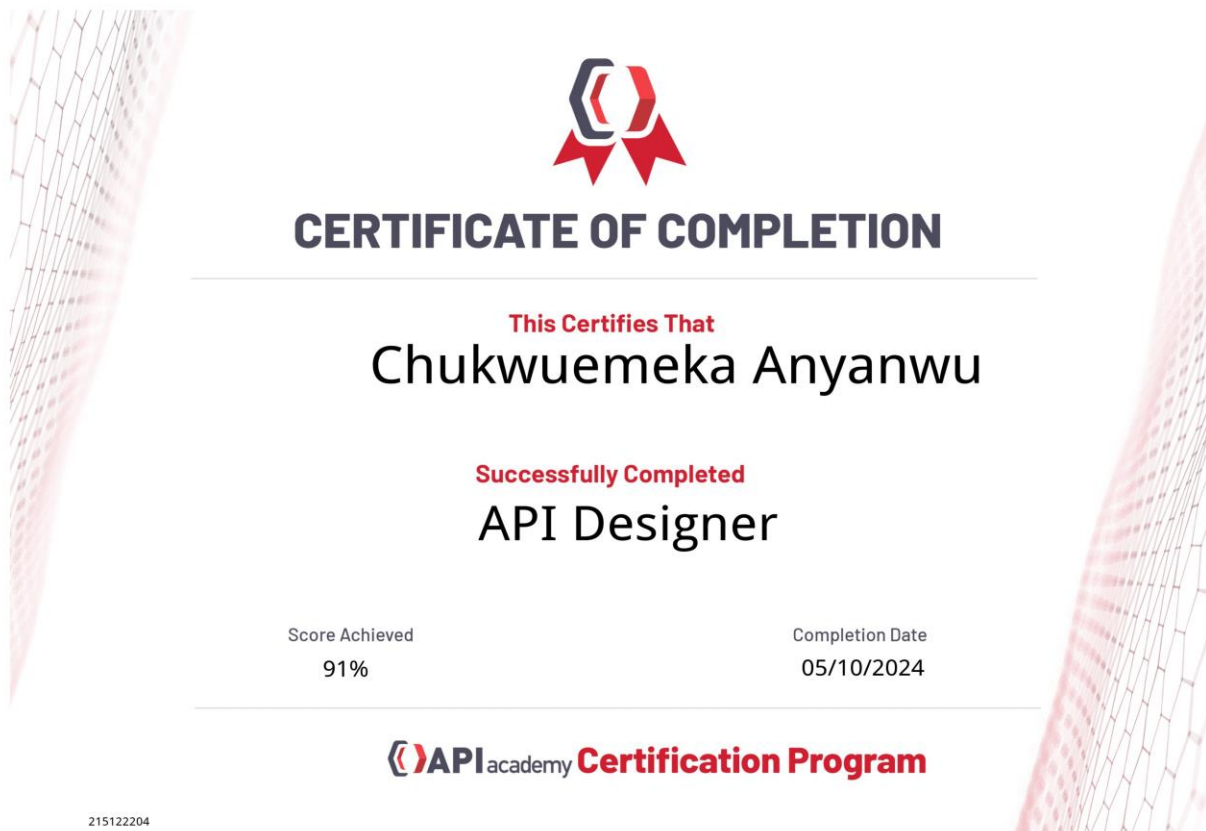 CERTIFICATE OF COMPLETION
This Certifies That
Chukwuemeka Anyanwu
Successfully Completed
API Designer
Score Achieved
91%
Completion Date
05/10/2024
API academy Certification Program
215122204